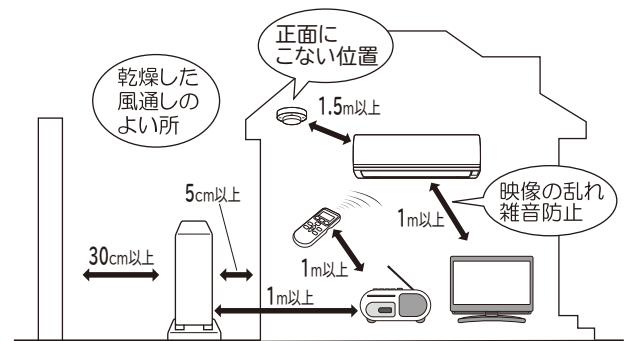 正面に
こない位置
乾燥した
風通しの
よい所
1.5m以上
映像の乱れ
雑音防止
5cm以上
1m以上
30cm以上
1m以上
1m以上